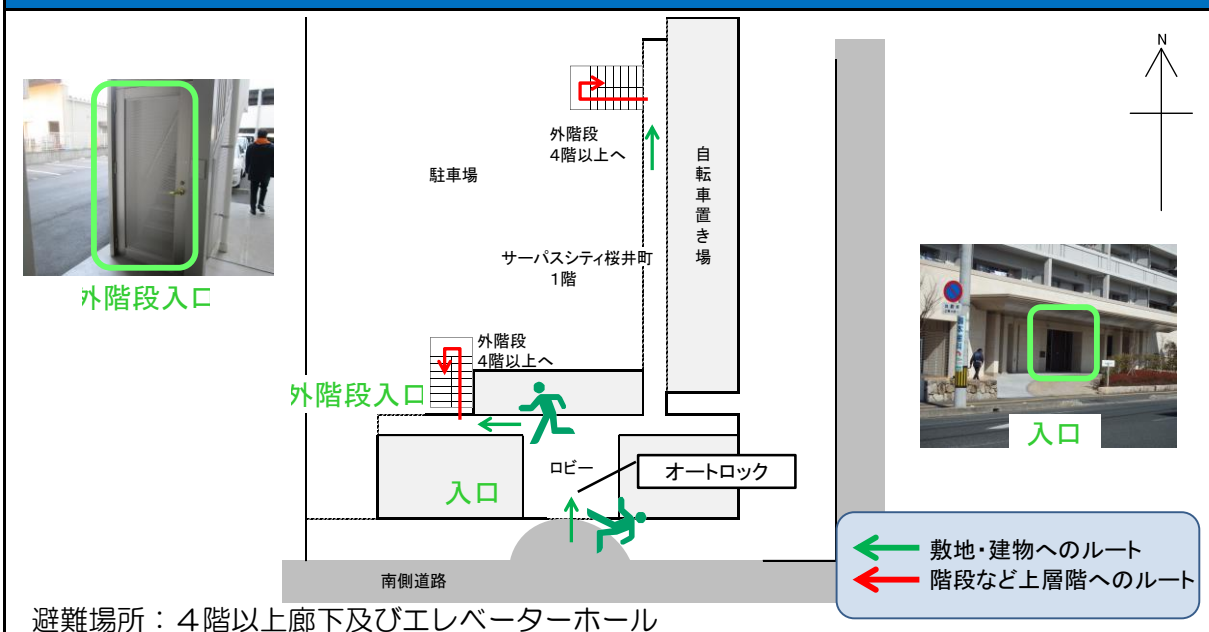 N
外階段
4階以上へ
駐車場
自転車置き場
サーパスシティ桜井町
1階
外階段入口
外階段
4階以上へ
外階段入口
入口
ロビー
オートロック
入口
南側道路
敷地・建物へのルート
階段など上層階へのルート
避難場所：４階以上廊下及びエレベーターホール